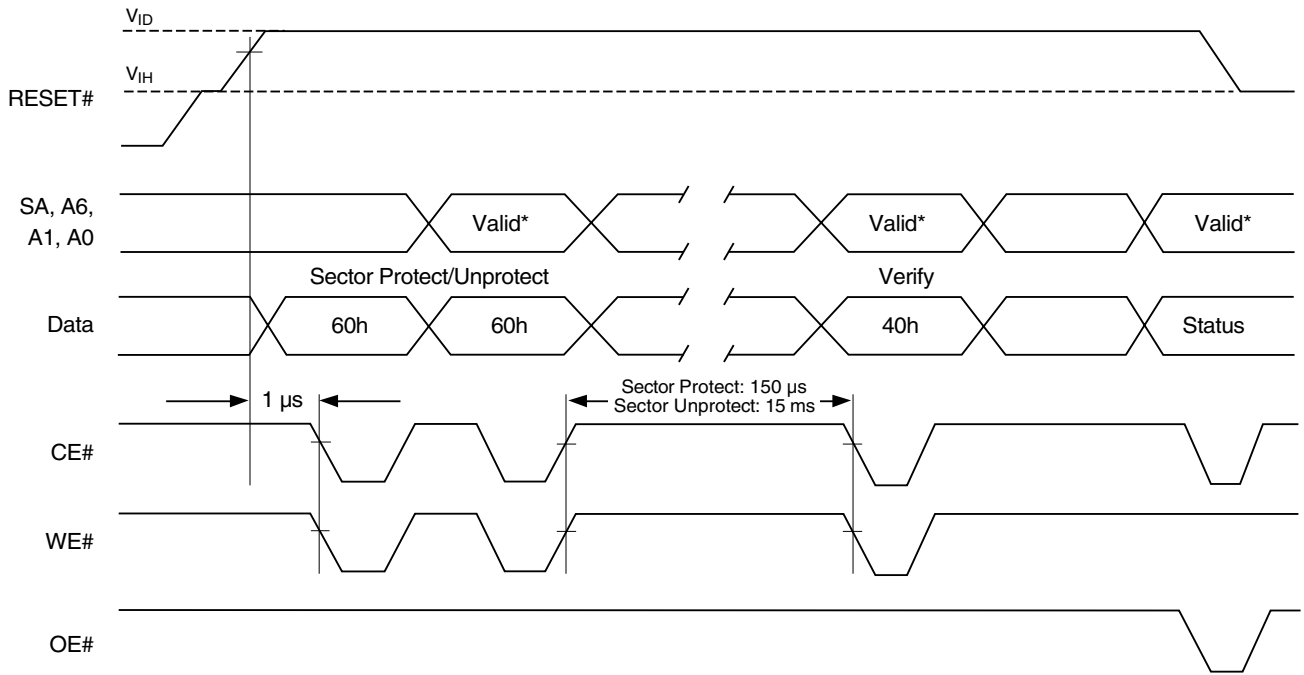 VID
VIH
RESET#
SA, A6,
A1, A0
Valid*
Valid*
Valid*
Sector Protect/Unprotect
Verify
Data
60h
60h
40h
Status
1 µs
Sector Protect: 150 µs
Sector Unprotect: 15 ms
CE#
WE#
OE#